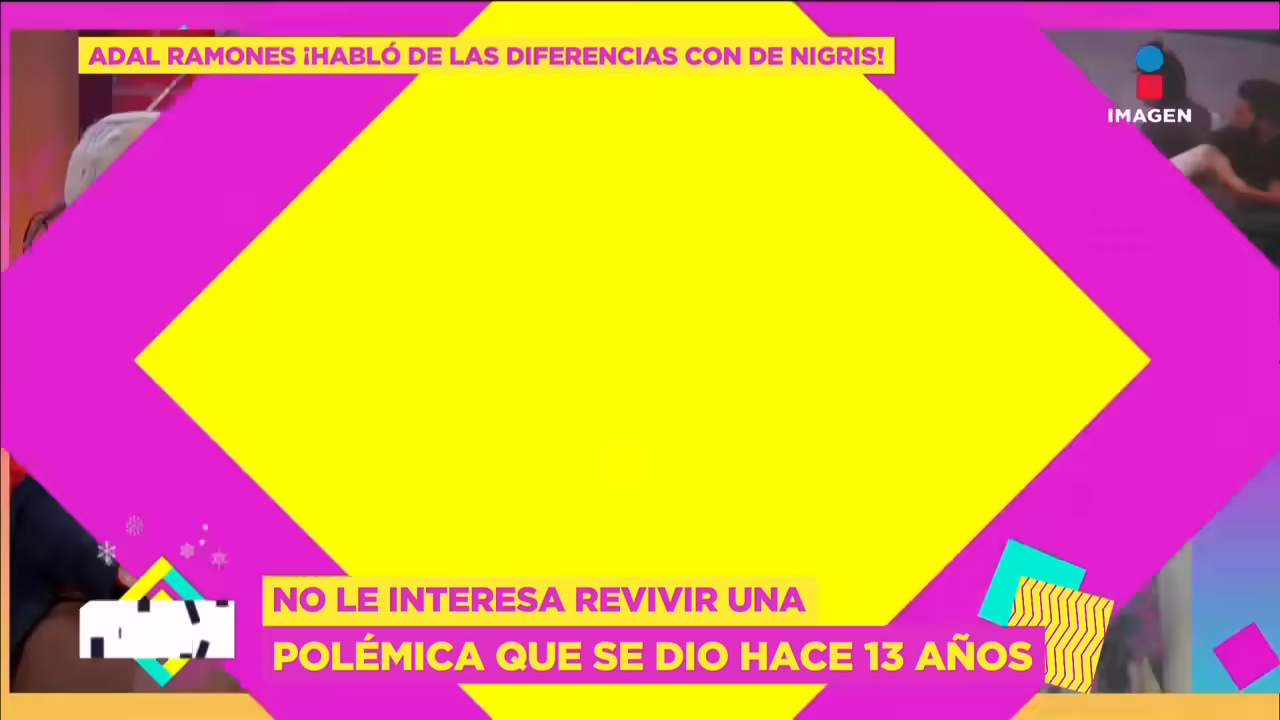 ADAL RAMONES ¡HABLÓ DE LAS DIFERENCIAS CON DE NIGRIS!
IMAGEN
NO LE INTERESA REVIVIR UNA
POLÉMICA QUE SE DIO HACE 13 AÑOS